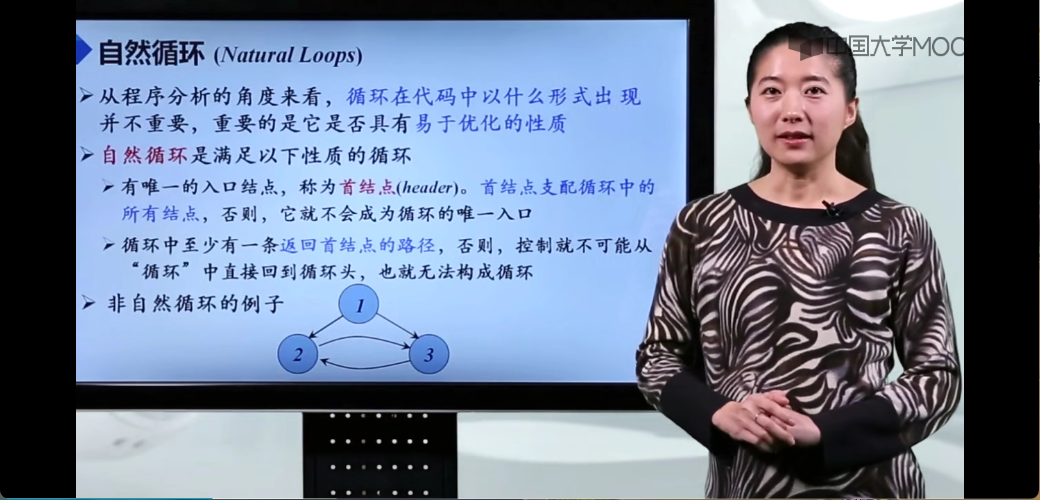 中国大学MOO
自然循环 (Natural Loops)
从程序分析的角度来看，循环在代码中以什么形式出 现
并不重要，重要的是它是否具有易于优化的性质
自然循环是满足以下性质的循环
有唯一的入口结点，称为首结点(header)。首结点支配循环中的
所有结点，否则，它就不会成为循环的唯一入口
循环中至少有一条返回首结点的路径，否则，控制就不可能从
“循环”中直接回到循环头，也就无法构成循环
非自然循环的例子
1
2
3